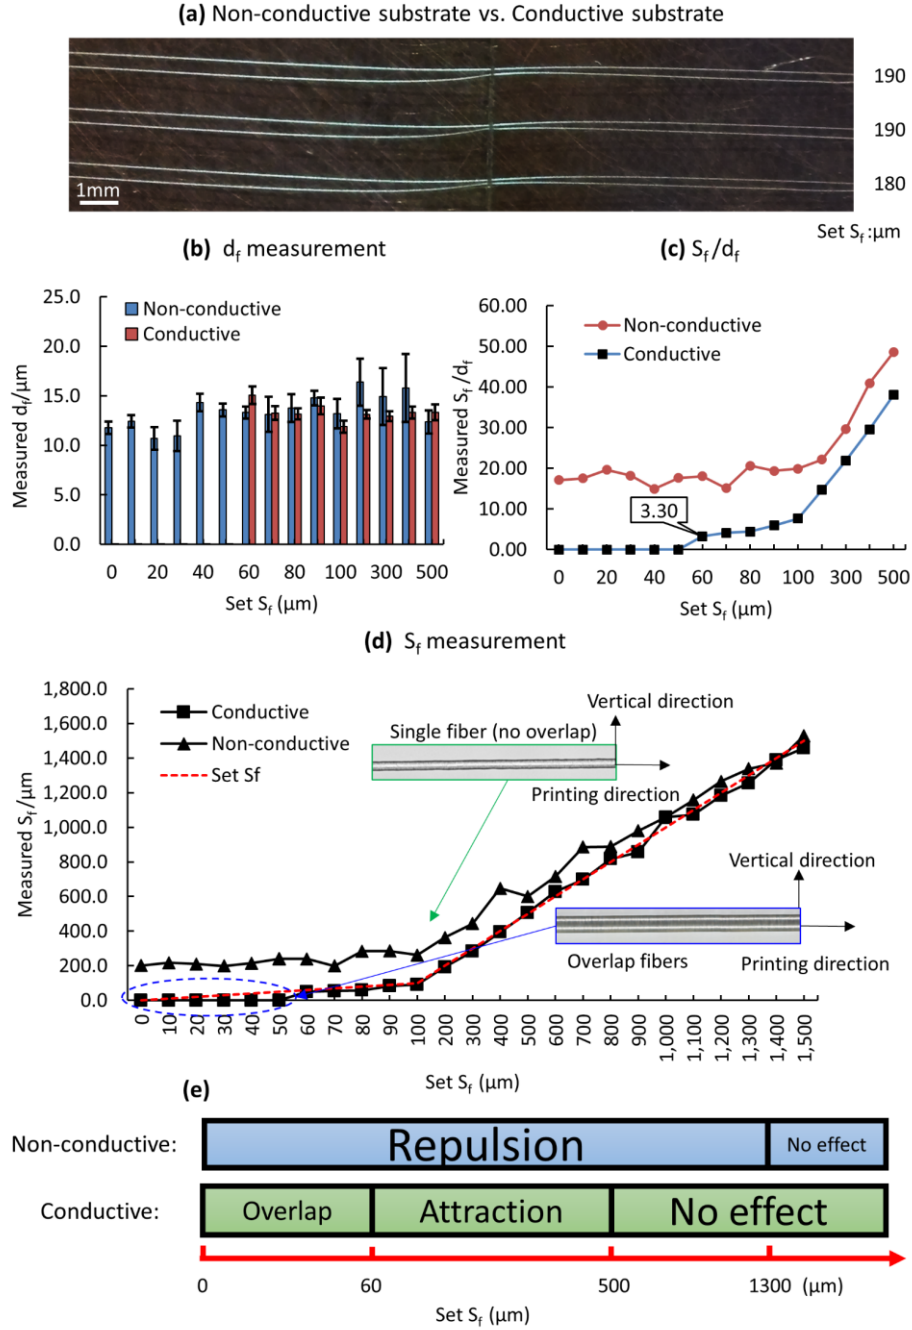 (a) Non-conductive substrate vs. Conductive substrate
190
190
180
1mm
Set Sf :μm
(b) df measurement
(c) Sf /df
25.0
20.0
15.0
10.0
5.0
0.0
Measured df/μm
Non-conductive
Conductive
0 20 40 60 80 100 300 500
Set Sf (μm)
60.00
50.00
40.00
30.00
20.00
10.00
0.00
Measured Sf /df
Non-conductive
Conductive
3.30
0 20 40 60 80 100 300 500
Set Sf (μm)
(d) Sf measurement
1,800.0
1,600.0
1,400.0
1,200.0
1,000.0
800.0
600.0
400.0
200.0
0.0
Measured Sf /μm
Conductive
Non-conductive
Set Sf
Single fiber (no overlap)
Vertical direction
Printing direction
Vertical direction
Overlap fibers
Printing direction
0 10 20 30 40 50 60 70 80 90 100 200 300 400 500 600 700 800 900 1,000 1,100 1,200 1,300 1,400 1,500
Set Sf (μm)
(e)
Non-conductive:
Repulsion
No effect
Conductive:
Overlap
Attraction
No effect
0 60 500 1300 (μm)
Set Sf (μm)